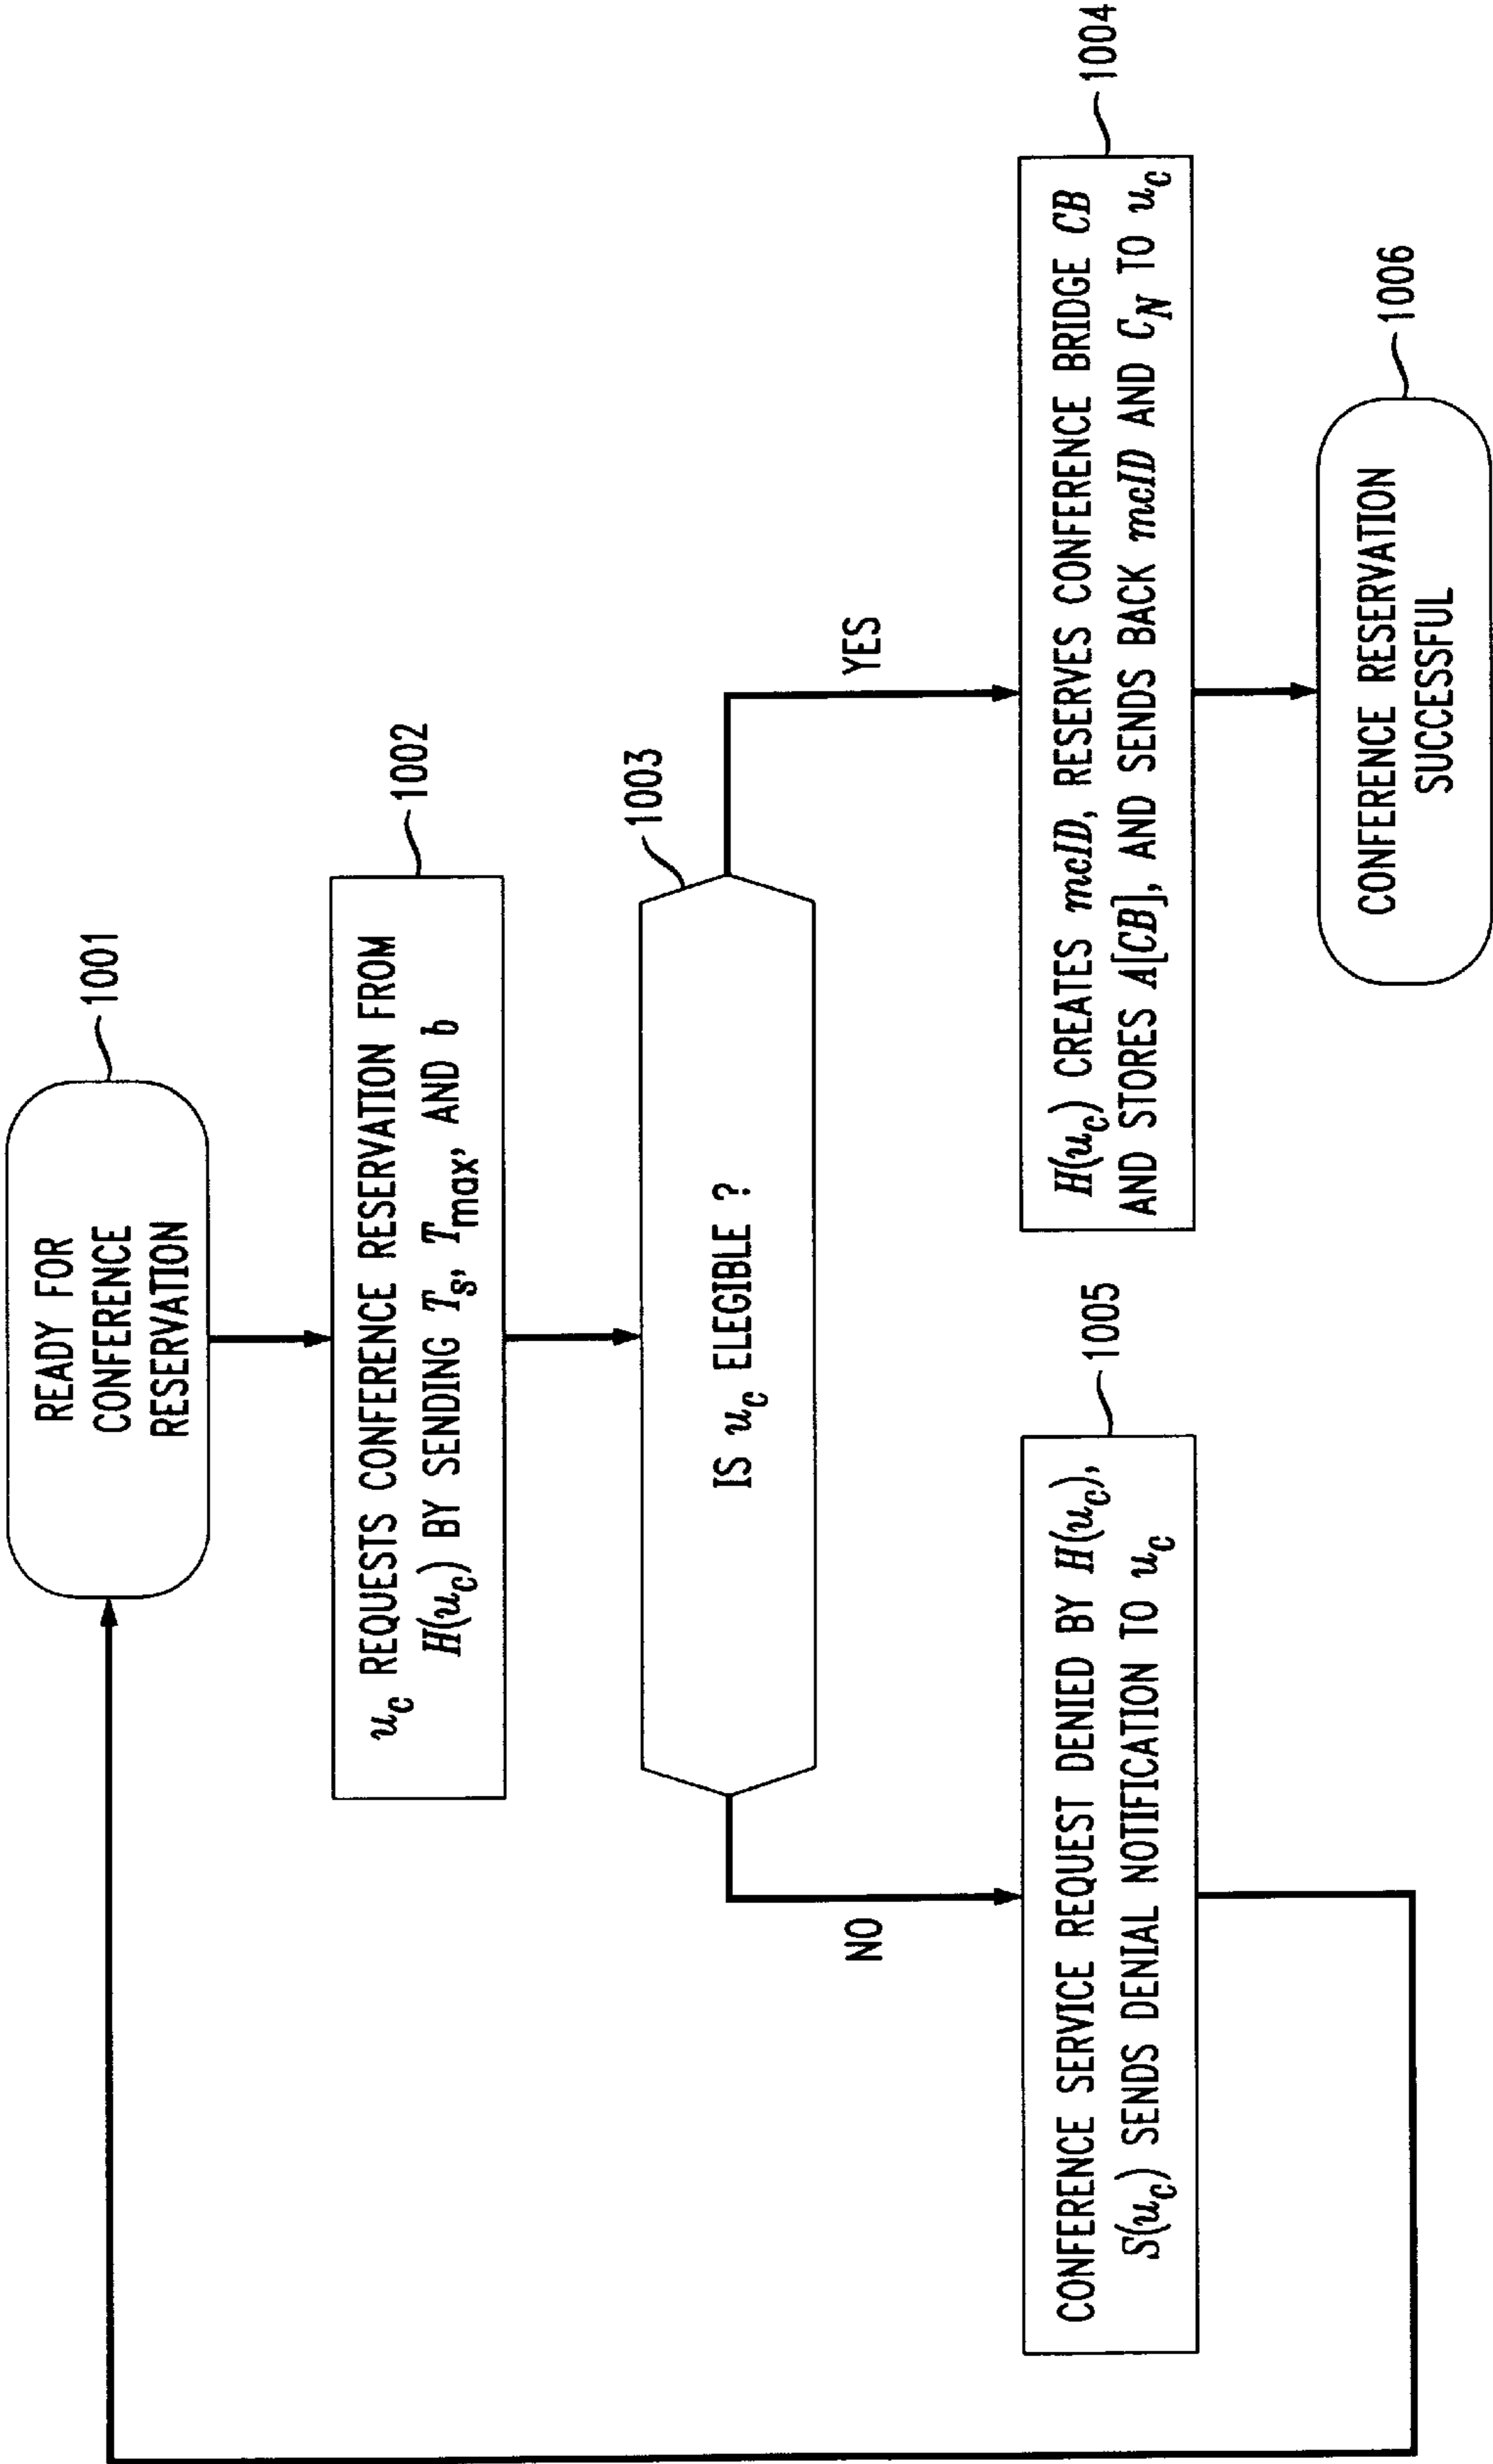 READY FOR
CONFERENCE
RESERVATION
1001
u_c REQUESTS CONFERENCE RESERVATION FROM
H(u_c) BY SENDING T_s, T_max, AND b
1002
IS u_c ELEGIBLE ?
1003
NO
YES
CONFERENCE SERVICE REQUEST DENIED BY H(u_c),
S(u_c) SENDS DENIAL NOTIFICATION TO u_c
1005
H(u_c) CREATES mcID, RESERVES CONFERENCE BRIDGE CB
AND STORES A[CB], AND SENDS BACK mcID AND C_N TO u_c
1004
CONFERENCE RESERVATION
SUCCESSFUL
1006